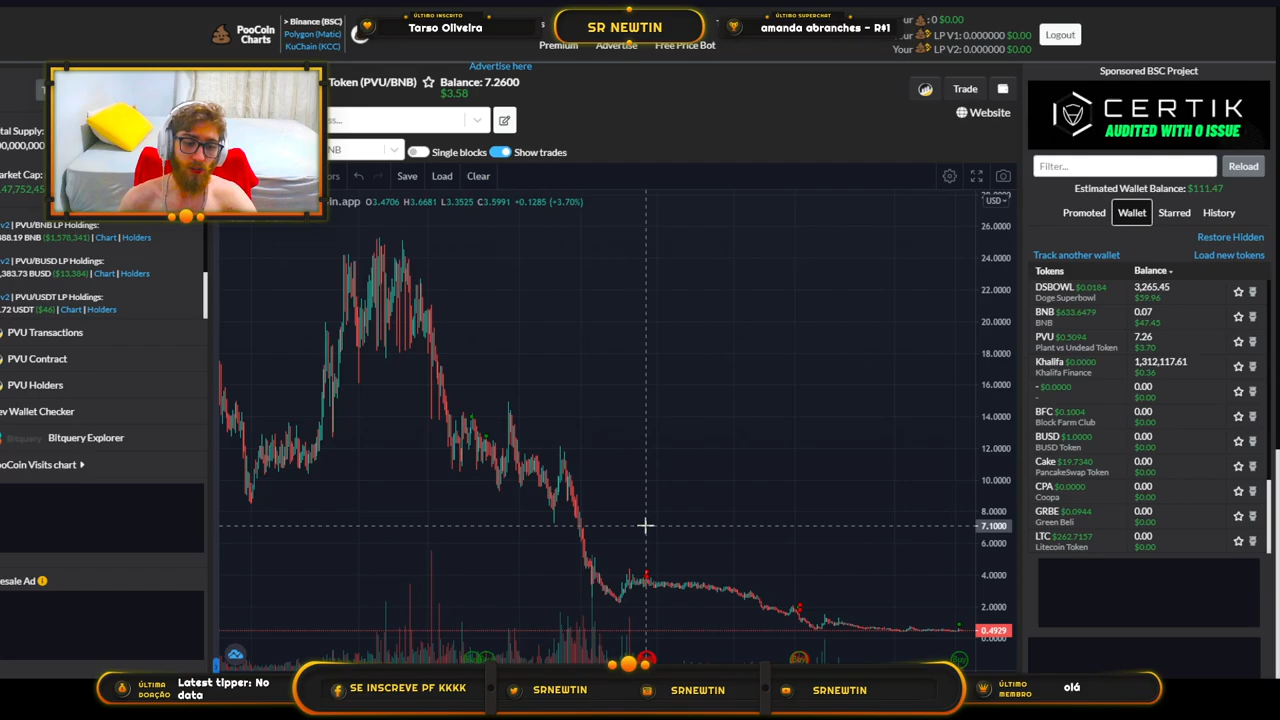 PooCoin
Charts
> Binance (BSC)
Polygon (Matic)
KuChain (KCC)
ÚLTIMO INSCRITO
Tarso Oliveira
SR NEWTIN
ÚLTIMO SUPERCHAT
amanda abranches - R$1
Premium
Advertise
Free Price Bot
: 0 $0.00
Your LP V1: 0.000000 $0.00
Your LP V2: 0.000000 $0.00
Logout
Advertise here
Token (PVU/BNB)
Balance: 7.2600
$3.58
Trade
Website
NB
Single blocks
Show trades
Save
Load
Clear
USD
O3.4706 H3.6681 L3.3525 C3.5991 +0.1285 (+3.70%)
26.0000
24.0000
22.0000
20.0000
18.0000
16.0000
14.0000
12.0000
10.0000
8.0000
7.1000
6.0000
4.0000
2.0000
0.4929
0.0000
tal Supply:
arket Cap:
47,752,45
v2 | PVU/BNB LP Holdings:
88.19 BNB ($1,578,341) | Chart | Holders
v2 | PVU/BUSD LP Holdings:
,383.73 BUSD ($13,384) | Chart | Holders
v2 | PVU/USDT LP Holdings:
.72 USDT ($46) | Chart | Holders
PVU Transactions
PVU Contract
PVU Holders
ev Wallet Checker
Bitquery Bitquery Explorer
ooCoin Visits chart
esale Ad
Sponsored BSC Project
CERTIK
AUDITED WITH 0 ISSUE
Filter...
Reload
Estimated Wallet Balance: $111.47
Promoted
Wallet
Starred
History
Restore Hidden
Track another wallet
Load new tokens
Tokens
Balance
DSBOWL $0.0184
3,265.45
Doge Superbowl
$59.96
BNB $633.6479
0.07
BNB
$47.45
PVU $0.5094
7.26
Plant vs Undead Token
$3.70
Khalifa $0.0000
1,312,117.61
Khalifa Finance
$0.36
- $0.0000
0.00
-
$0.00
BFC $0.1004
0.00
Block Farm Club
$0.00
BUSD $1.0000
0.00
BUSD Token
$0.00
Cake $19.7340
0.00
PancakeSwap Token
$0.00
CPA $0.0000
0.00
Coopa
$0.00
GRBE $0.0944
0.00
Green Beli
$0.00
LTC $262.7157
0.00
Litecoin Token
$0.00
ÚLTIMA
DOAÇÃO
Latest tipper: No
data
SE INSCREVE PF KKKK
SRNEWTIN
SRNEWTIN
SRNEWTIN
ÚLTIMO
MEMBRO
olá